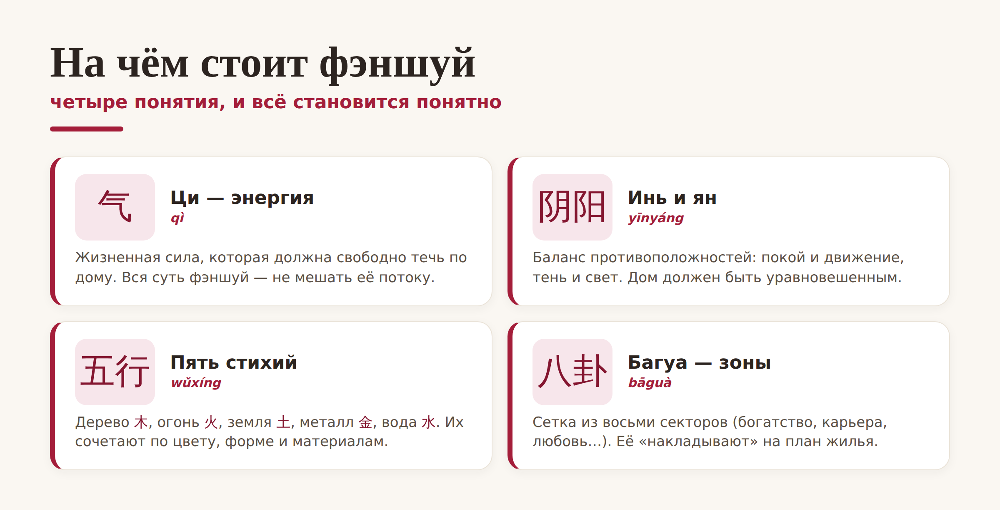 На чём стоит фэншуй
четыре понятия, и всё становится понятно
气
Ци — энергия
qì
Жизненная сила, которая должна свободно течь по
дому. Вся суть фэншуй — не мешать её потоку.
阴阳
Инь и ян
yīnyáng
Баланс противоположностей: покой и движение,
тень и свет. Дом должен быть уравновешенным.
五行
Пять стихий
wǔxíng
Дерево 木, огонь 火, земля 土, металл 金, вода 水. Их
сочетают по цвету, форме и материалам.
八卦
Багуа — зоны
bāguà
Сетка из восьми секторов (богатство, карьера,
любовь…). Её «накладывают» на план жилья.